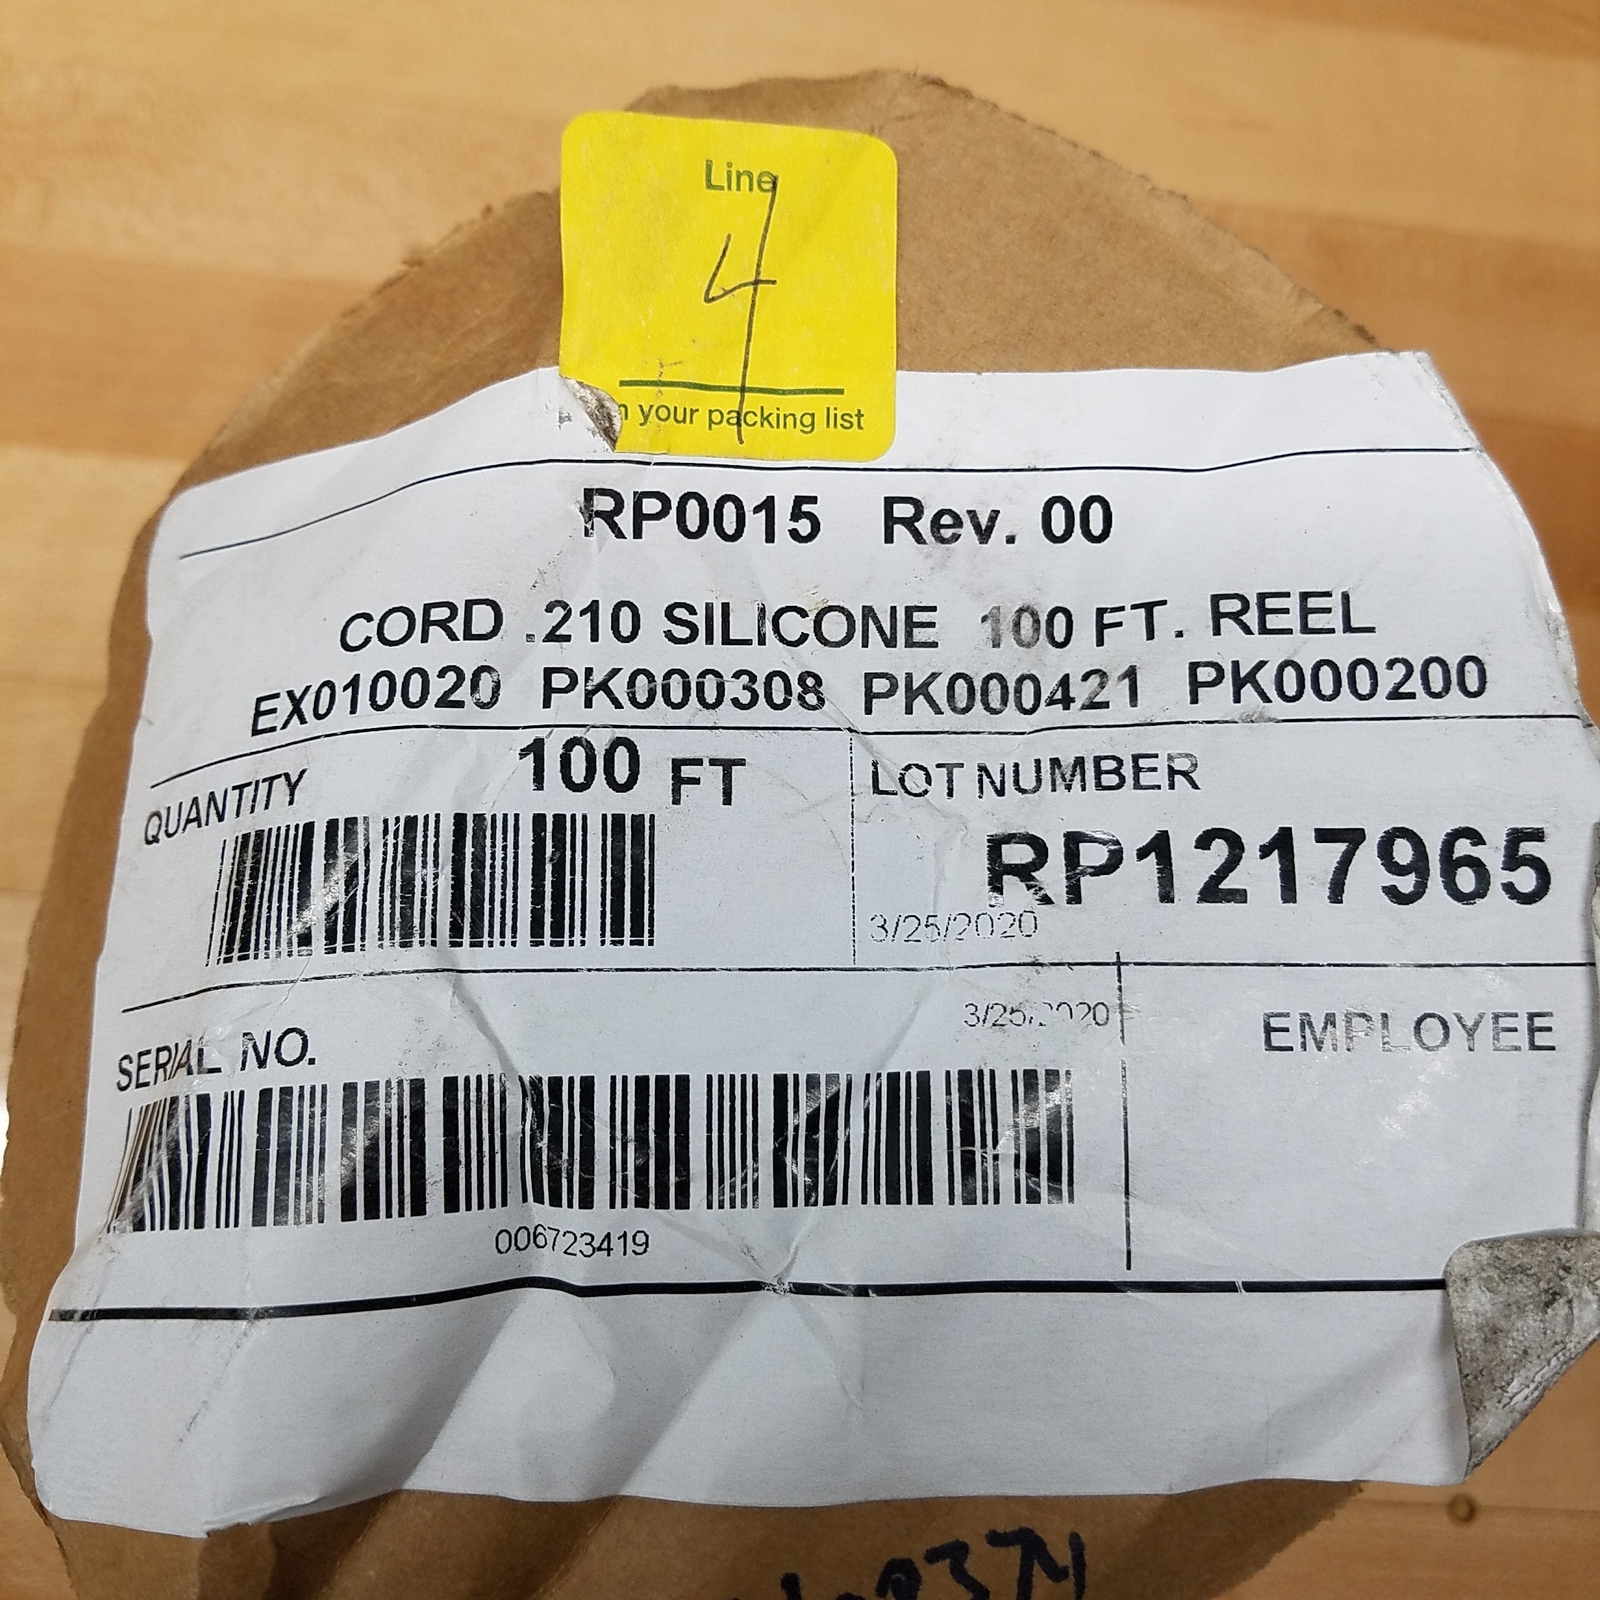 Line
4
your packing list
RP0015 Rev. 00
CORD .210 SILICONE 100 FT. REEL
EX010020 PK000308 PK000421 PK000200
QUANTITY 100 FT
LOT NUMBER
RP1217965
3/25/2020
SERIAL NO.
EMPLOYEE
006723419